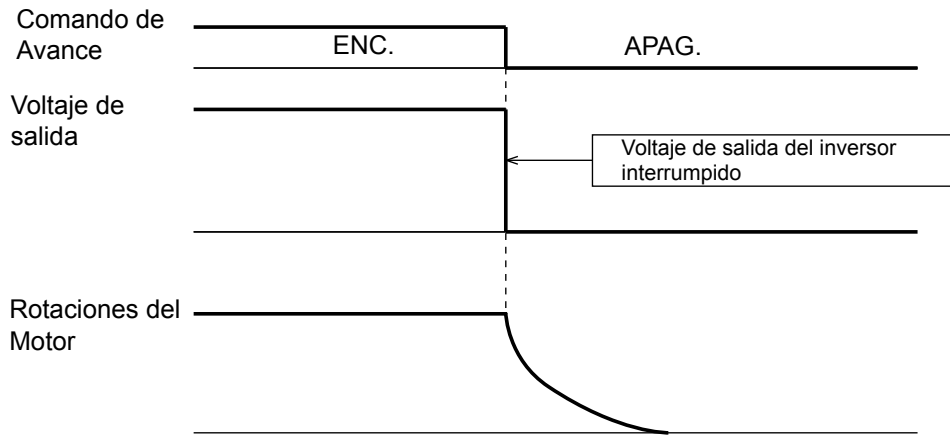 Comando de
Avance
ENC.
APAG.
Voltaje de
salida
Voltaje de salida del inversor
interrumpido
Rotaciones del
Motor